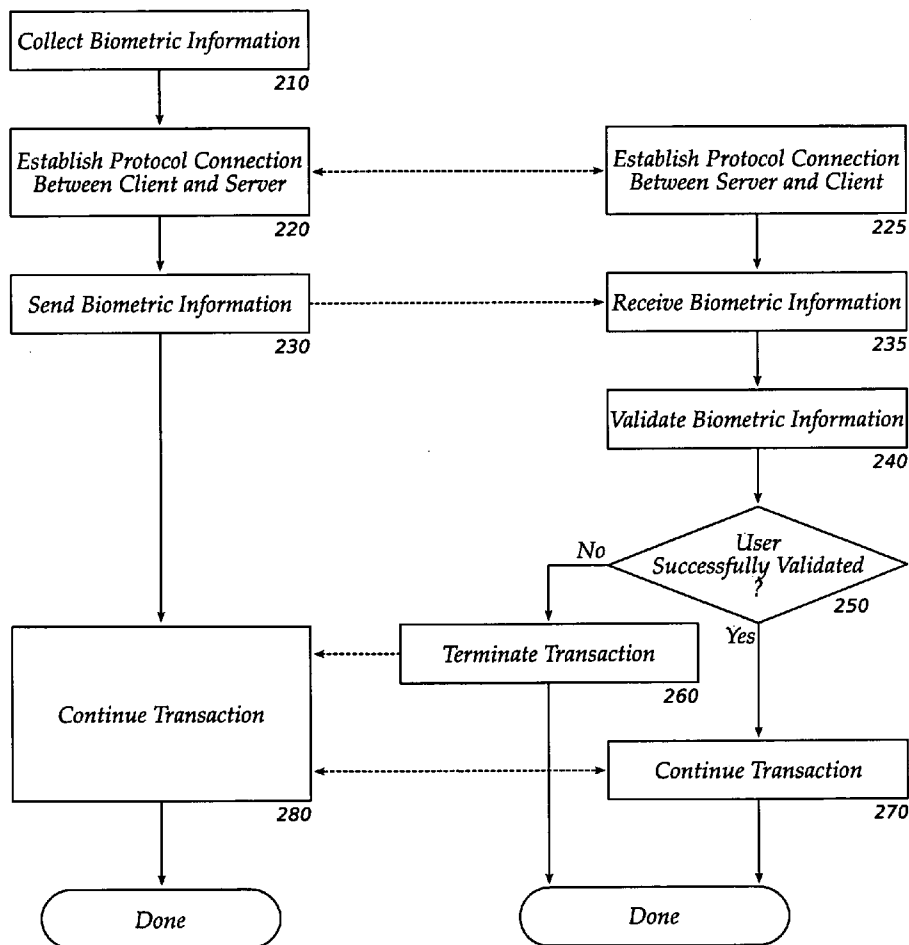 Collect Biometric Information
210
Establish Protocol Connection
Between Client and Server
220
Establish Protocol Connection
Between Server and Client
225
Send Biometric Information
230
Receive Biometric Information
235
Validate Biometric Information
240
User
Successfully Validated
?
250
No
Yes
Terminate Transaction
260
Continue Transaction
280
Continue Transaction
270
Done
Done